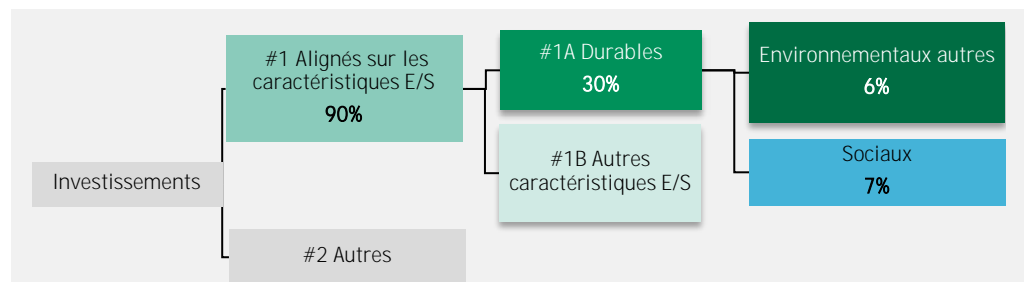 #1 Alignés sur les
caractéristiques E/S
90%
#1A Durables
30%
Environnementaux autres
6%
#1B Autres
caractéristiques E/S
Sociaux
7%
Investissements
#2 Autres